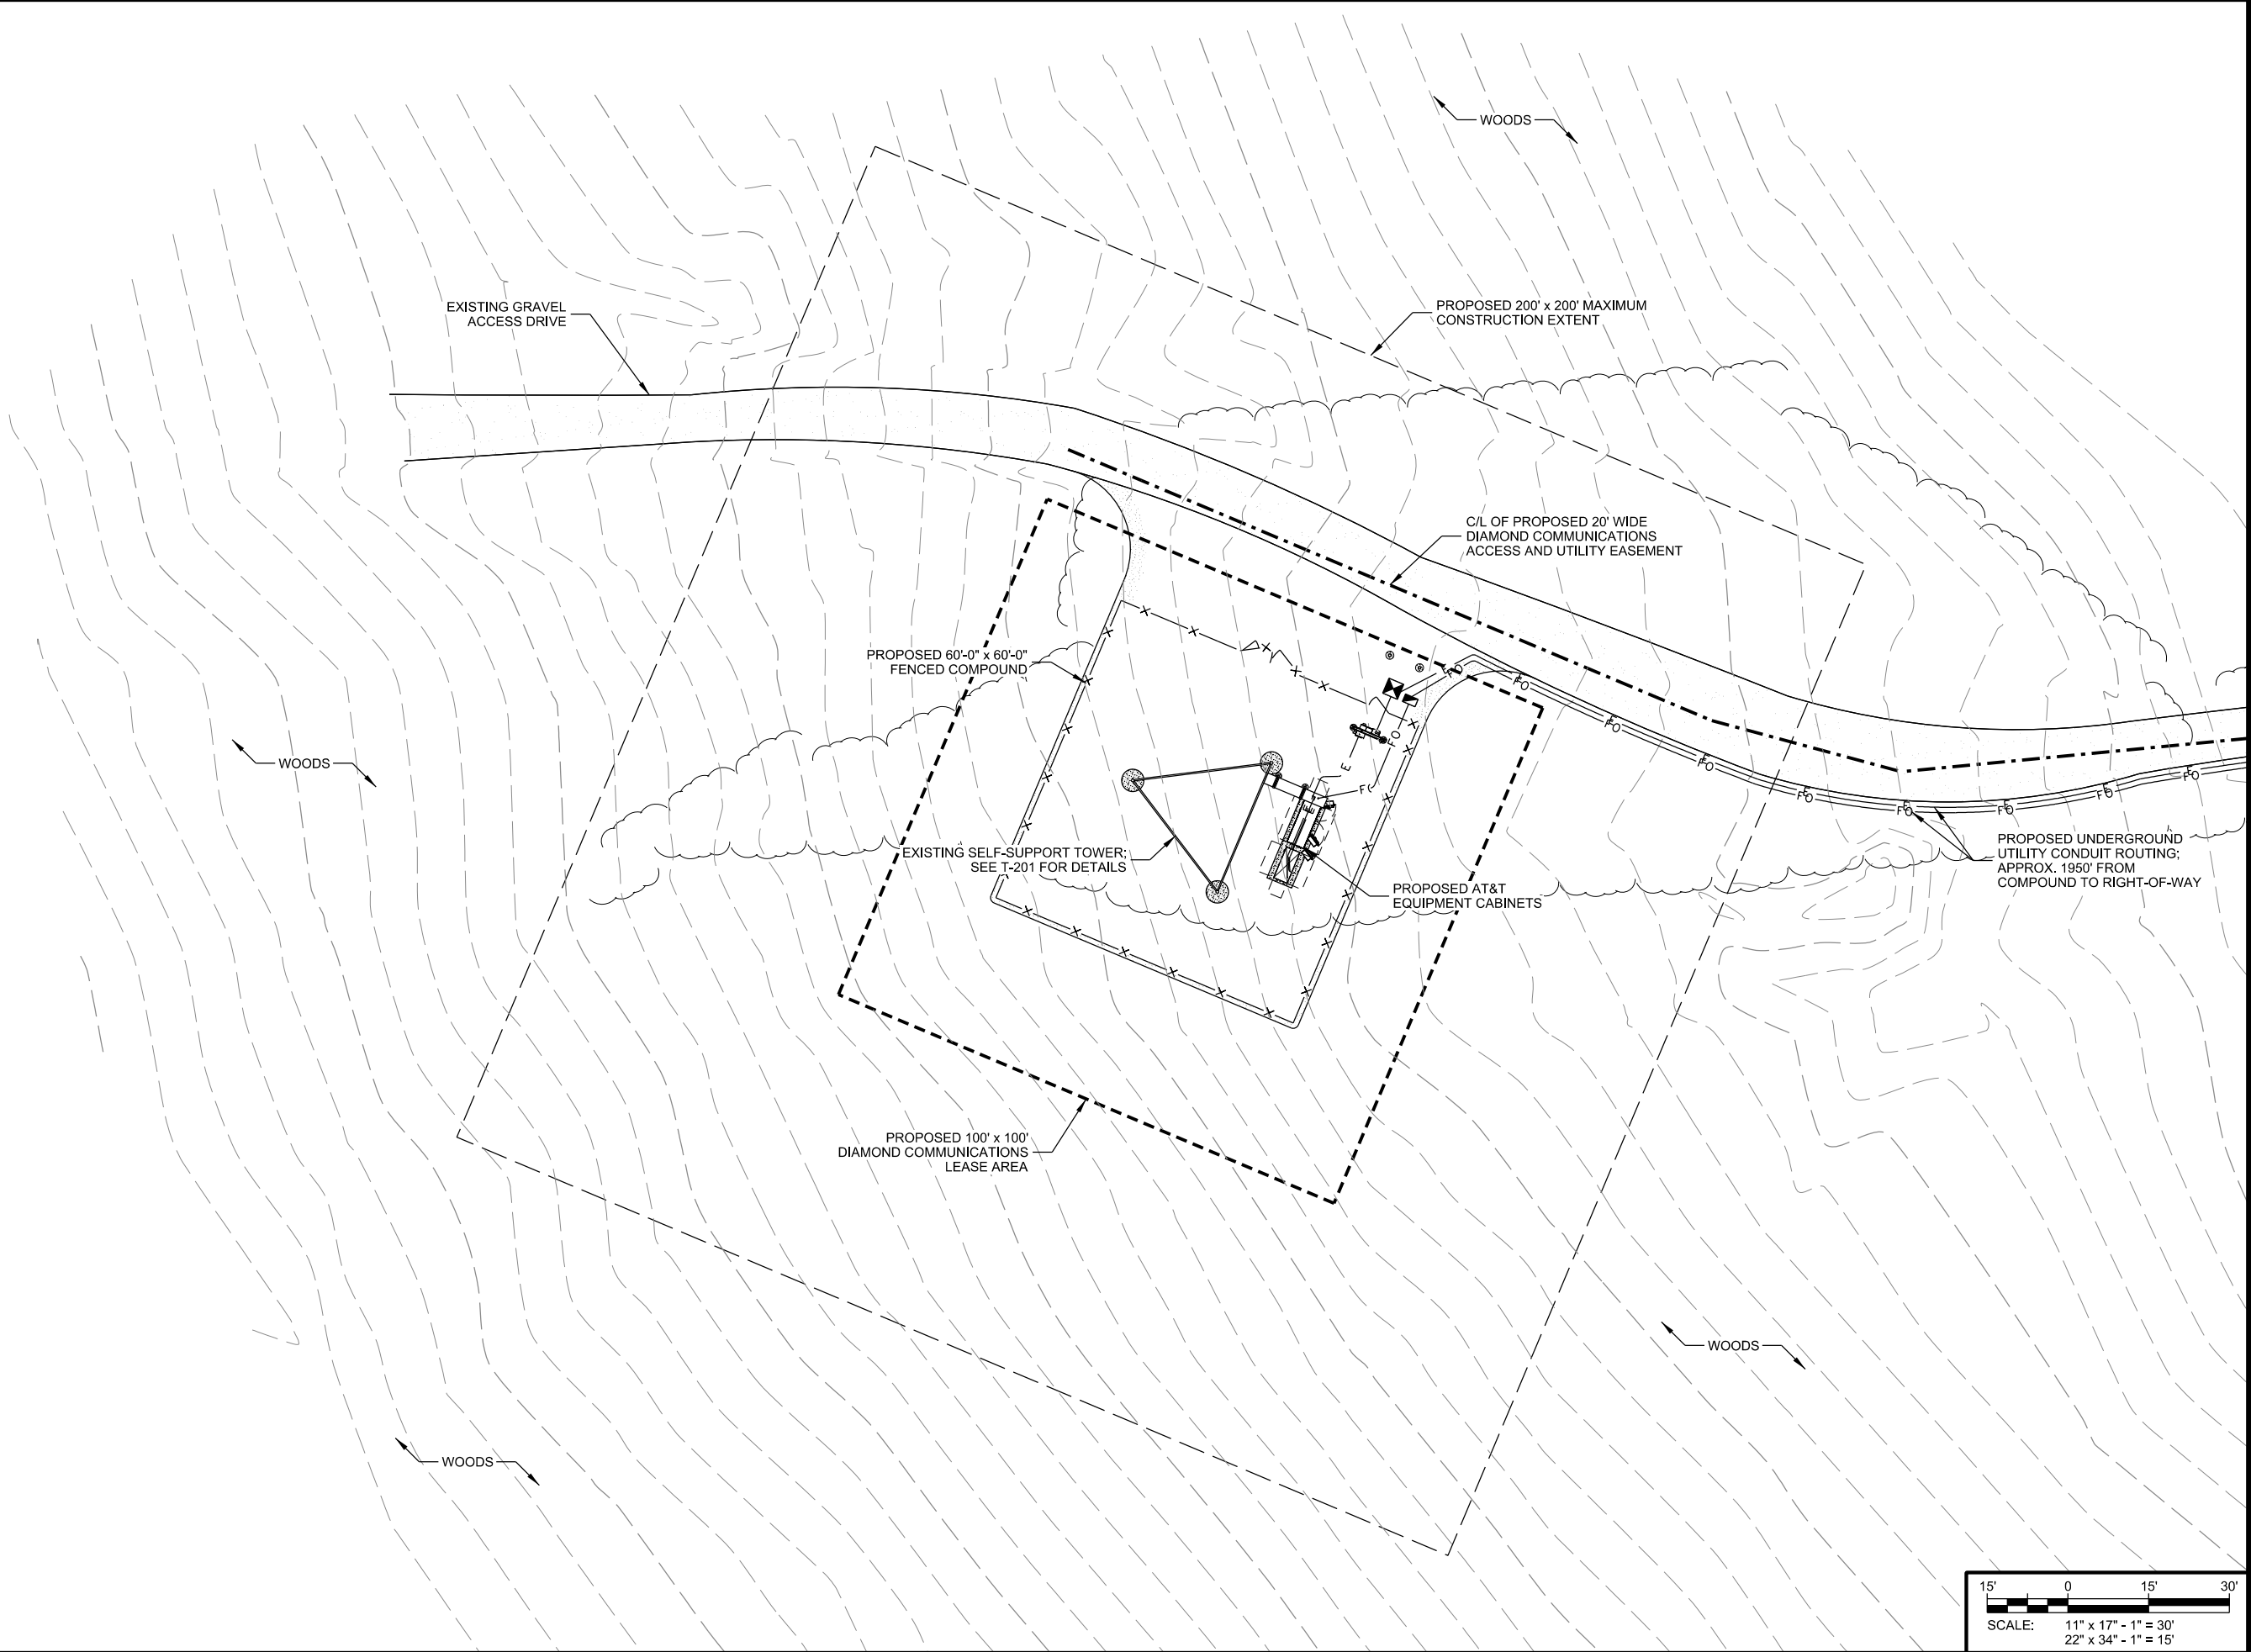 WOODS
EXISTING GRAVEL
ACCESS DRIVE
PROPOSED 200' x 200' MAXIMUM
CONSTRUCTION EXTENT
C/L OF PROPOSED 20' WIDE
DIAMOND COMMUNICATIONS
ACCESS AND UTILITY EASEMENT
PROPOSED 60'-0" x 60'-0"
FENCED COMPOUND
WOODS
EXISTING SELF-SUPPORT TOWER;
SEE T-201 FOR DETAILS
PROPOSED AT&T
EQUIPMENT CABINETS
PROPOSED UNDERGROUND
UTILITY CONDUIT ROUTING;
APPROX. 1950' FROM
COMPOUND TO RIGHT-OF-WAY
E
FO
E
PROPOSED 100' x 100'
DIAMOND COMMUNICATIONS
LEASE AREA
WOODS
WOODS
15' 0 15' 30'
SCALE: 11" x 17" - 1" = 30'
22" x 34" - 1" = 15'